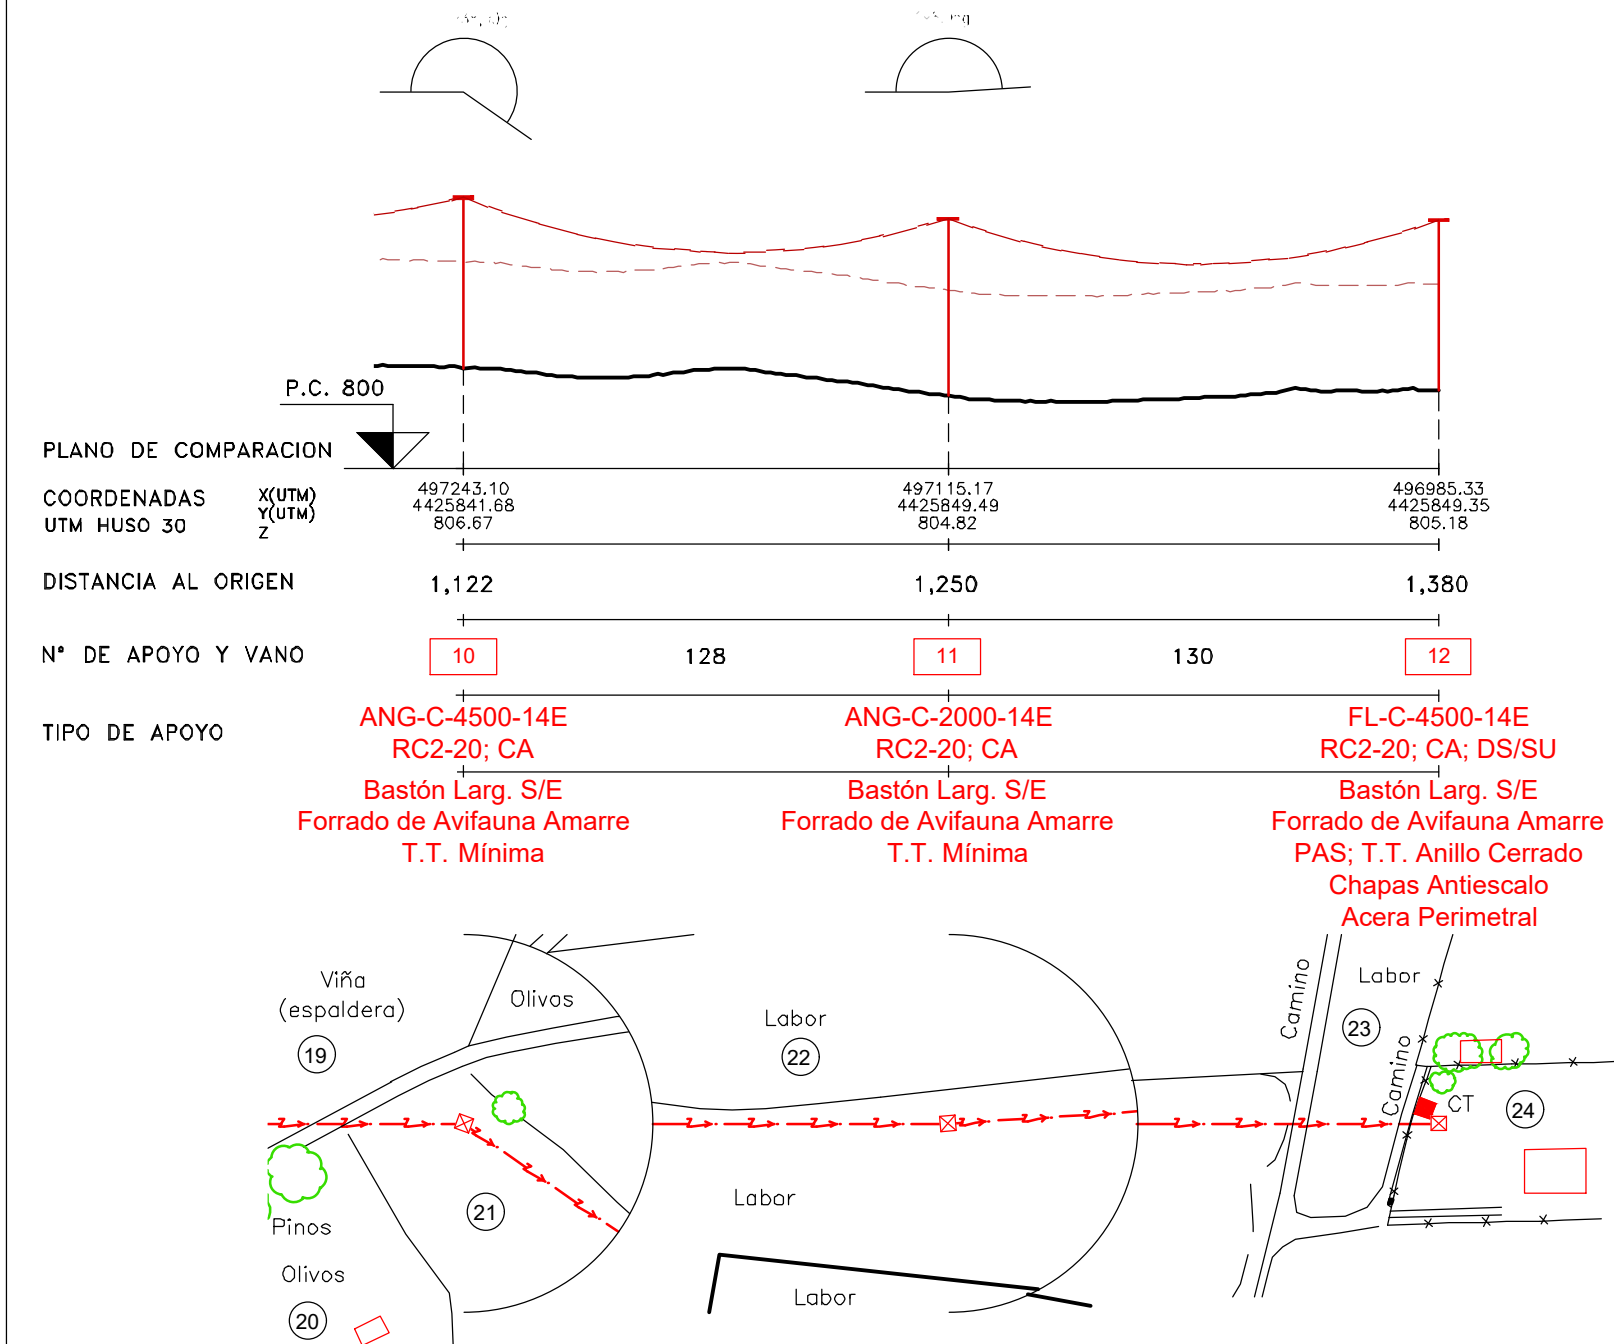 P.C. 800
PLANO DE COMPARACION
COORDENADAS X(UTM)
UTM HUSO 30 Y(UTM)
Z
497243.10
4425841.68
806.67
497115.17
4425849.49
804.82
496985.33
4425849.35
805.18
DISTANCIA AL ORIGEN 1,122 1,250 1,380
Nº DE APOYO Y VANO 10 128 11 130 12
TIPO DE APOYO
ANG-C-4500-14E
RC2-20; CA
Bastón Larg. S/E
Forrado de Avifauna Amarre
T.T. Mínima
ANG-C-2000-14E
RC2-20; CA
Bastón Larg. S/E
Forrado de Avifauna Amarre
T.T. Mínima
FL-C-4500-14E
RC2-20; CA; DS/SU
Bastón Larg. S/E
Forrado de Avifauna Amarre
PAS; T.T. Anillo Cerrado
Chapas Antiescalo
Acera Perimetral
Viña
(espaldera)
19
Olivos
Labor
22
Camino
Labor
23
Camino
CT
24
21
Labor
Pinos
Olivos
20
Labor